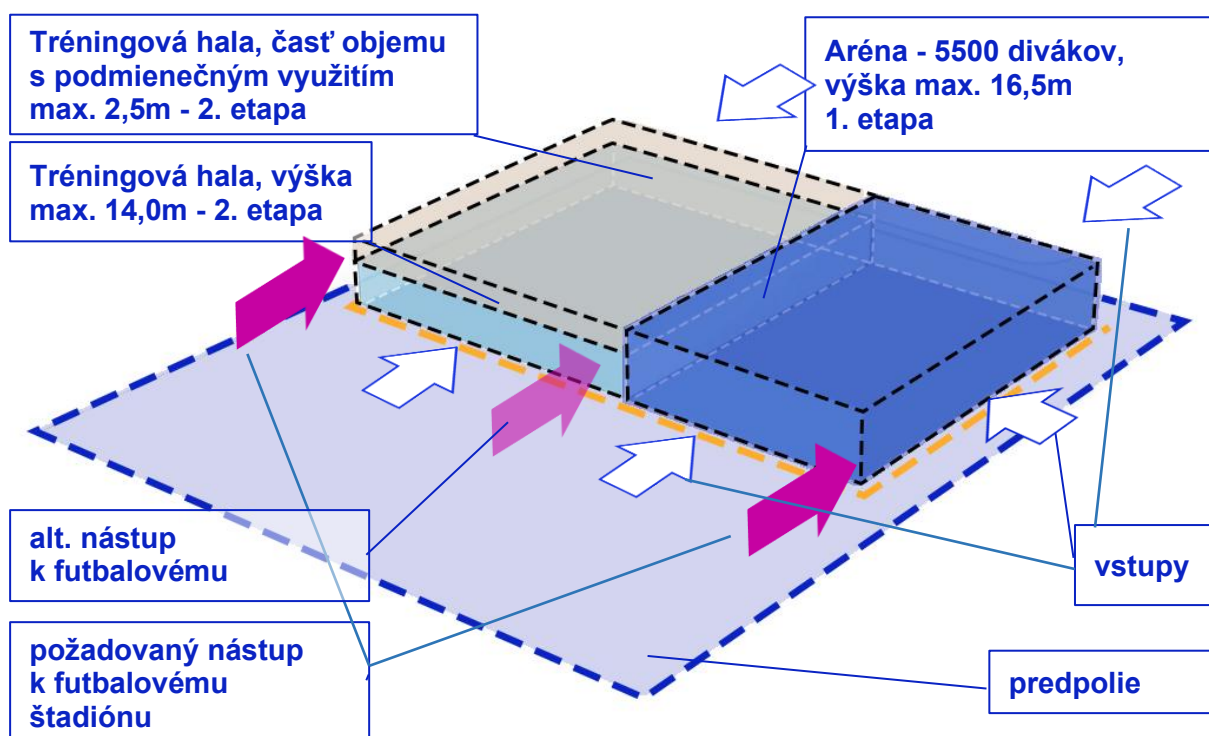 Tréningová hala, časť objemu
s podmienečným využitím
max. 2,5m - 2. etapa
Aréna - 5500 divákov,
výška max. 16,5m
1. etapa
Tréningová hala, výška
max. 14,0m - 2. etapa
alt. nástup
k futbalovému
vstupy
požadovaný nástup
k futbalovému
štadiónu
predpolie